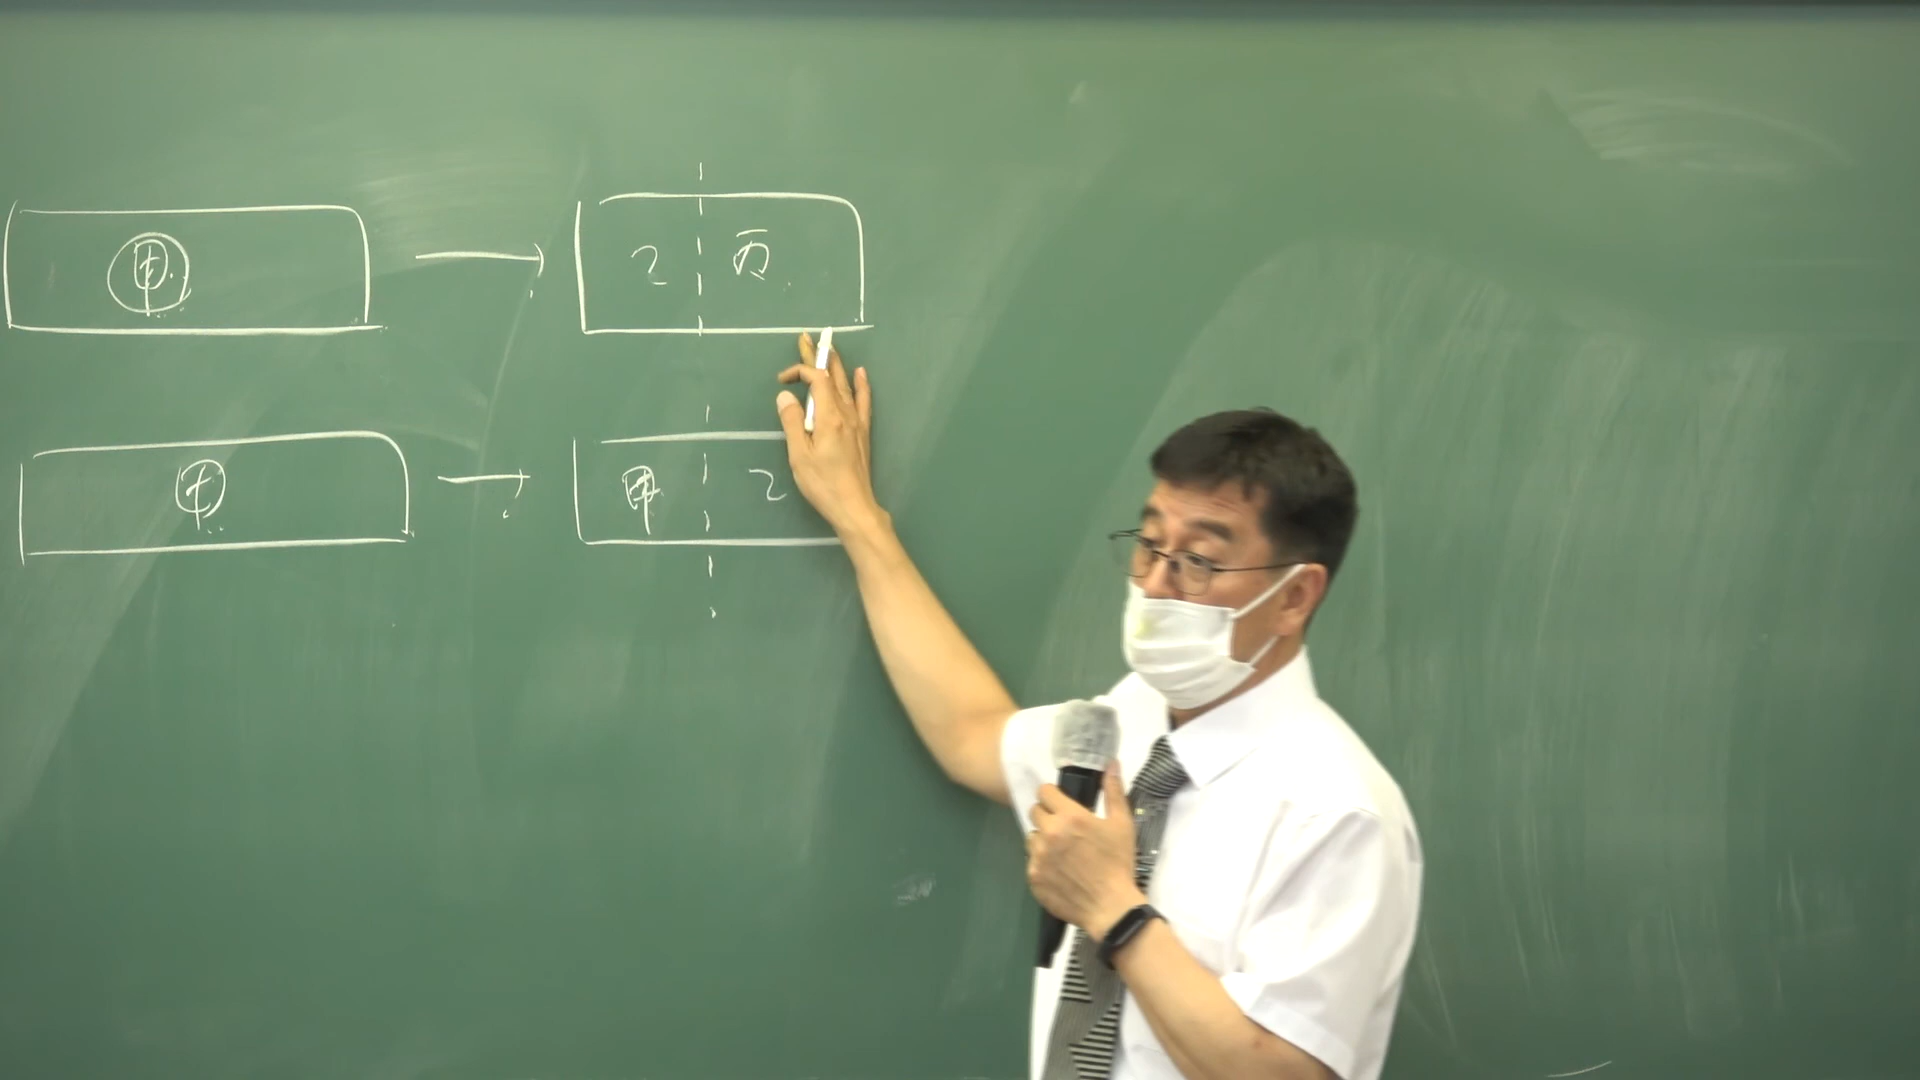 甲 → 乙 丙
甲 → 甲 乙